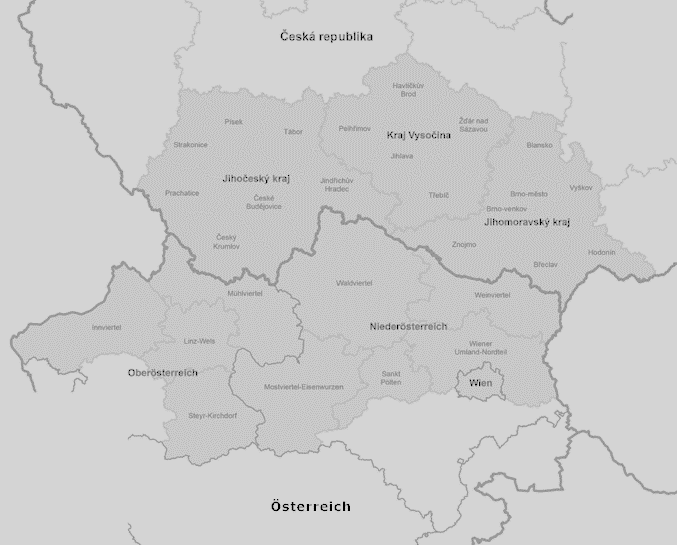 Česká republika
Havlíčkův
Brod
Písek
Tábor
Pelhřimov
Žďár nad
Sázavou
Kraj Vysočina
Strakonice
Blansko
Jihlava
Jihočeský kraj
Jindřichův
Hradec
Prachatice
České
Budějovice
Třebíč
Brno-město
Vyškov
Brno-venkov
Jihomoravský kraj
Český
Krumlov
Znojmo
Hodonín
Břeclav
Waldviertel
Mühlviertel
Weinviertel
Innviertel
Niederösterreich
Linz-Wels
Wiener
Umland-Nordteil
Oberösterreich
Sankt
Pölten
Mostviertel-Eisenwurzen
Wien
Steyr-Kirchdorf
Österreich